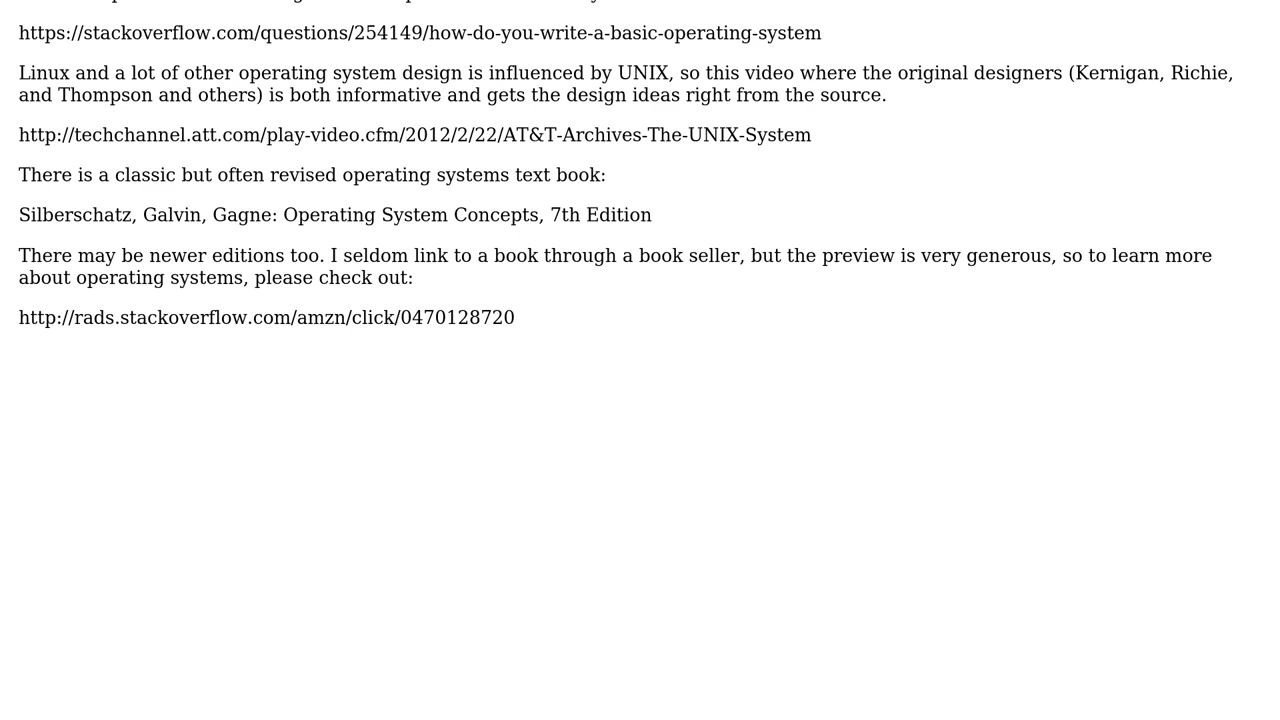 https://stackoverflow.com/questions/254149/how-do-you-write-a-basic-operating-system
Linux and a lot of other operating system design is influenced by UNIX, so this video where the original designers (Kernigan, Richie,
and Thompson and others) is both informative and gets the design ideas right from the source.
http://techchannel.att.com/play-video.cfm/2012/2/22/AT&T-Archives-The-UNIX-System
There is a classic but often revised operating systems text book:
Silberschatz, Galvin, Gagne: Operating System Concepts, 7th Edition
There may be newer editions too. I seldom link to a book through a book seller, but the preview is very generous, so to learn more
about operating systems, please check out:
http://rads.stackoverflow.com/amzn/click/0470128720